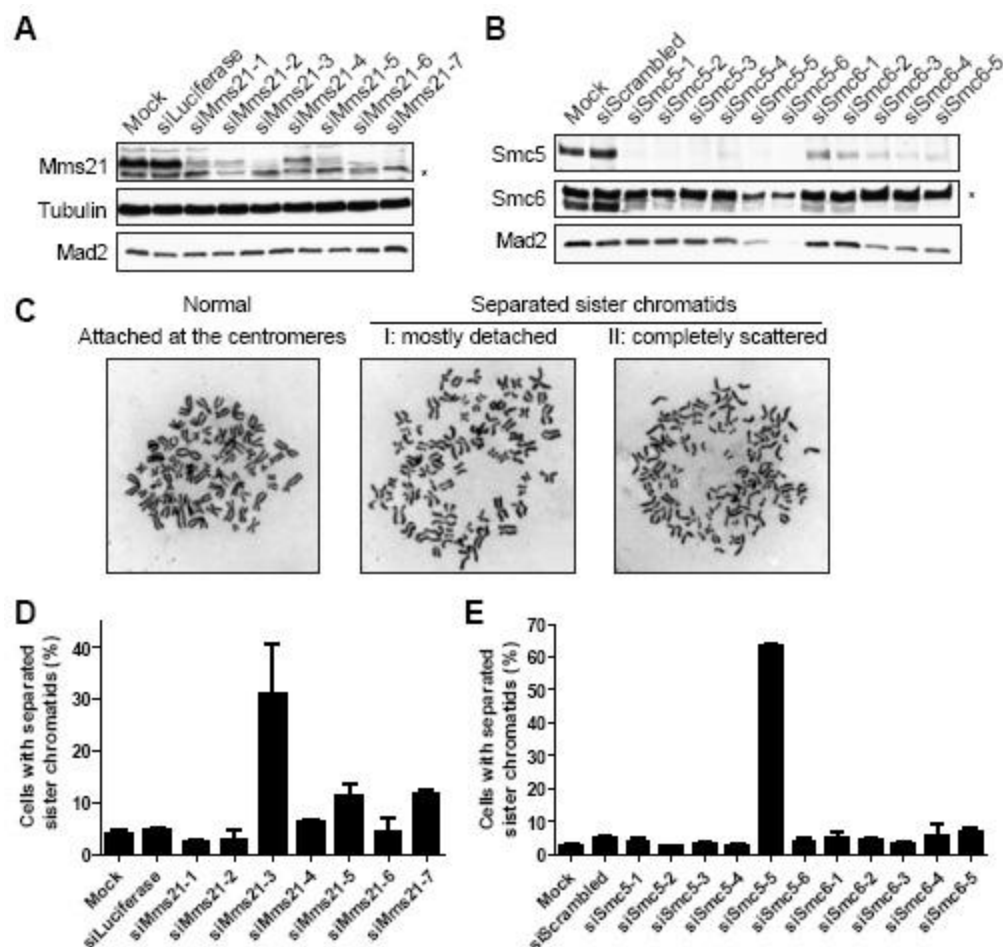 A
Mock
siLuciferase
siMms21-1
siMms21-2
siMms21-3
siMms21-4
siMms21-5
siMms21-6
siMms21-7
Mms21
*
Tubulin
Mad2
B
Mock
siScrambled
siSmc5-1
siSmc5-2
siSmc5-3
siSmc5-4
siSmc5-5
siSmc5-6
siSmc6-1
siSmc6-2
siSmc6-3
siSmc6-4
siSmc6-5
Smc5
Smc6
*
Mad2
C
Normal
Attached at the centromeres
Separated sister chromatids
I: mostly detached
II: completely scattered
D
Cells with separated
sister chromatids (%)
40
30
20
10
0
Mock
siLuciferase
siMms21-1
siMms21-2
siMms21-3
siMms21-4
siMms21-5
siMms21-6
siMms21-7
E
Cells with separated
sister chromatids (%)
70
60
50
40
30
20
10
0
Mock
siScrambled
siSmc5-1
siSmc5-2
siSmc5-3
siSmc5-4
siSmc5-5
siSmc5-6
siSmc6-1
siSmc6-2
siSmc6-3
siSmc6-4
siSmc6-5